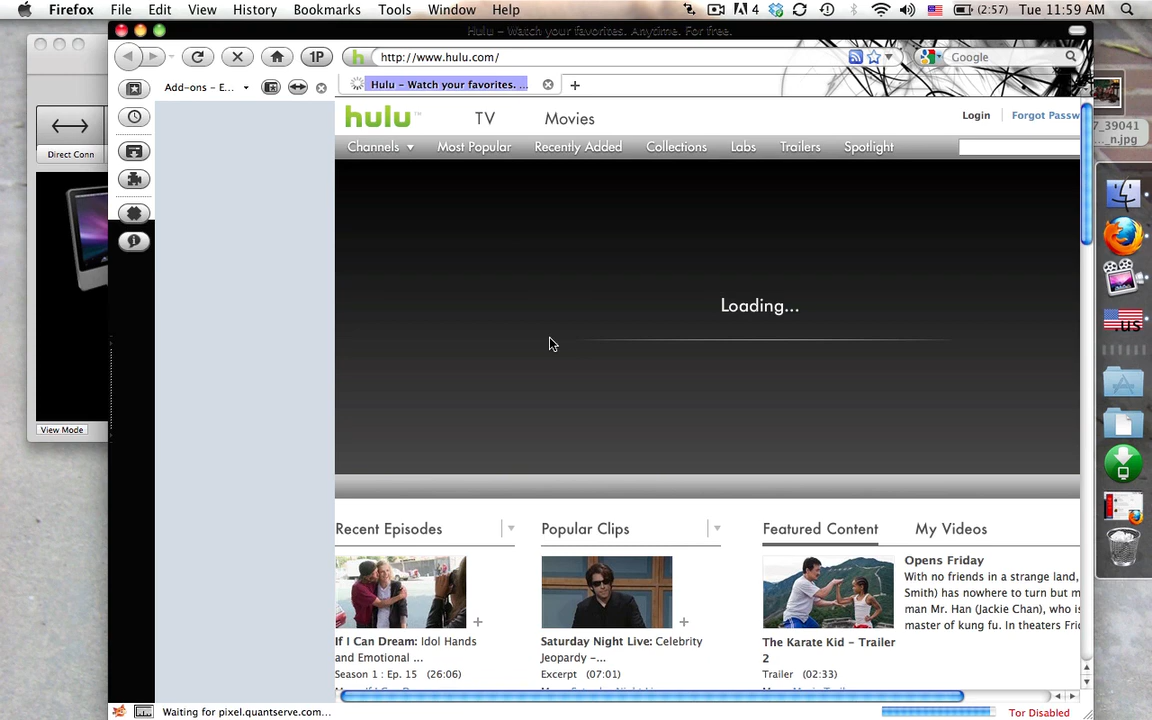 Firefox File Edit View History Bookmarks Tools Window Help
4
(2:57) Tue 11:59 AM
Hulu – Watch your favorites. Anytime. For free.
1P
http://www.hulu.com/
Google
Add-ons – E...
Hulu – Watch your favorites. ...
hulu™ TV Movies
Login Forgot Passw
Channels Most Popular Recently Added Collections Labs Trailers Spotlight
7_39041
..._n.jpg
Direct Conn
.us
Loading...
View Mode
Recent Episodes Popular Clips Featured Content My Videos
Opens Friday
With no friends in a strange land,
Smith) has nowhere to turn but m
man Mr. Han (Jackie Chan), who is
master of kung fu. In theaters Fri
If I Can Dream: Idol Hands
and Emotional ...
Season 1 : Ep. 15 (26:06)
Saturday Night Live: Celebrity
Jeopardy –...
Excerpt (07:01)
The Karate Kid – Trailer
2
Trailer (02:33)
Waiting for pixel.quantserve.com...
Tor Disabled